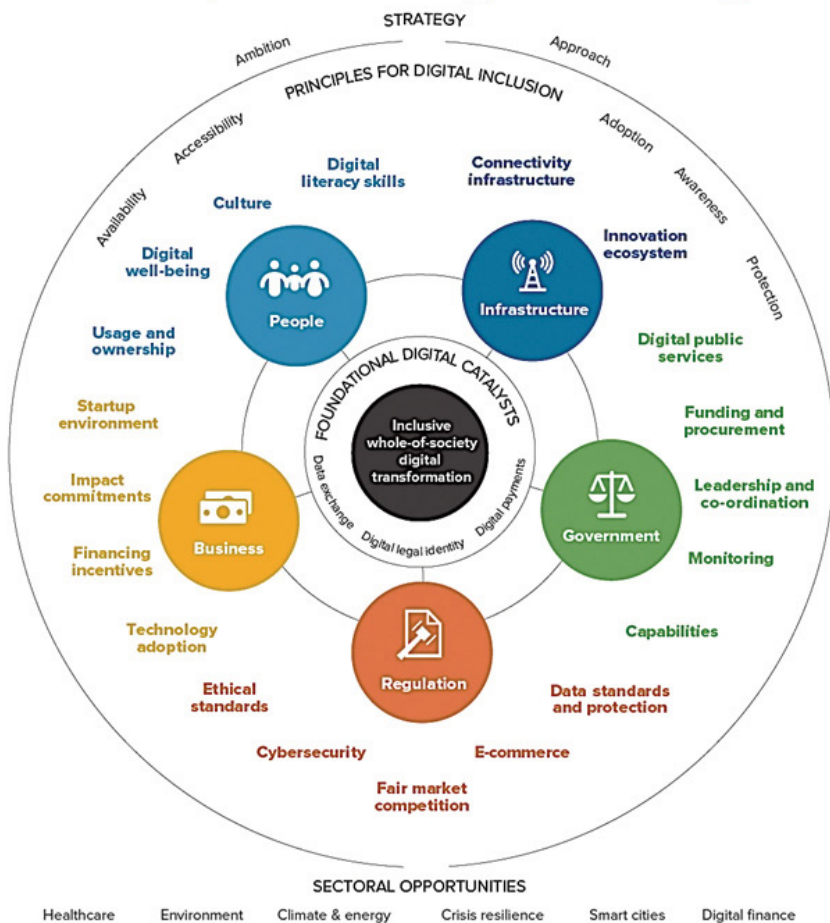 STRATEGY
Ambition
Approach
PRINCIPLES FOR DIGITAL INCLUSION
Availability
Accessibility
Adoption
Awareness
Protection
Digital
literacy skills
Culture
Digital
well-being
Usage and
ownership
People
Connectivity
infrastructure
Innovation
ecosystem
Infrastructure
Digital public
services
Funding and
procurement
Leadership and
co-ordination
Monitoring
Capabilities
Government
FOUNDATIONAL DIGITAL CATALYSTS
Inclusive
whole-of-society
digital
transformation
Data exchange
Digital legal identity
Digital payments
Startup
environment
Impact
commitments
Financing
incentives
Technology
adoption
Business
Regulation
Ethical
standards
Cybersecurity
Fair market
competition
E-commerce
Data standards
and protection
SECTORAL OPPORTUNITIES
Healthcare
Environment
Climate & energy
Crisis resilience
Smart cities
Digital finance